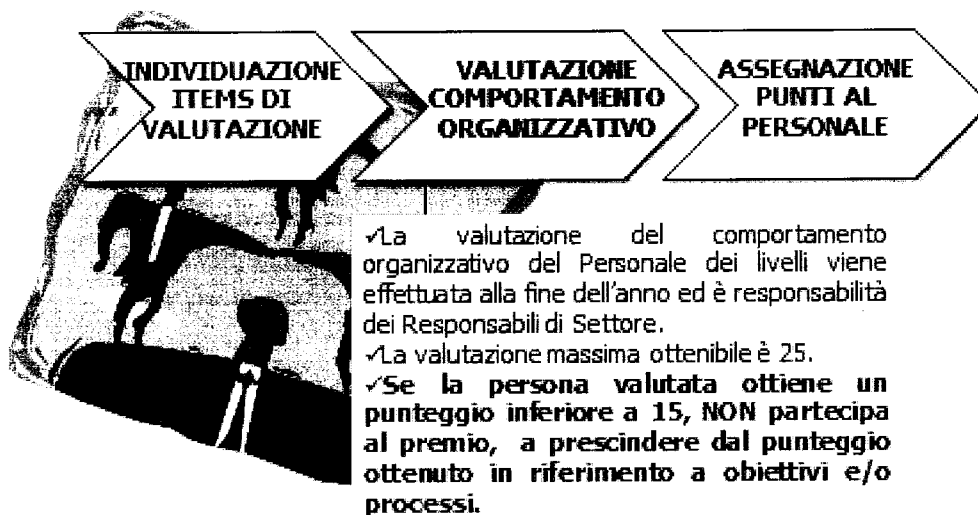 INDIVIDUAZIONE
ITEMS DI
VALUTAZIONE
VALUTAZIONE
COMPORTAMENTO
ORGANIZZATIVO
ASSEGNAZIONE
PUNTI AL
PERSONALE
✓La valutazione del comportamento
organizzativo del Personale dei livelli viene
effettuata alla fine dell'anno ed è responsabilità
dei Responsabili di Settore.
✓La valutazione massima ottenibile è 25.
✓Se la persona valutata ottiene un
punteggio inferiore a 15, NON partecipa
al premio, a prescindere dal punteggio
ottenuto in riferimento a obiettivi e/o
processi.